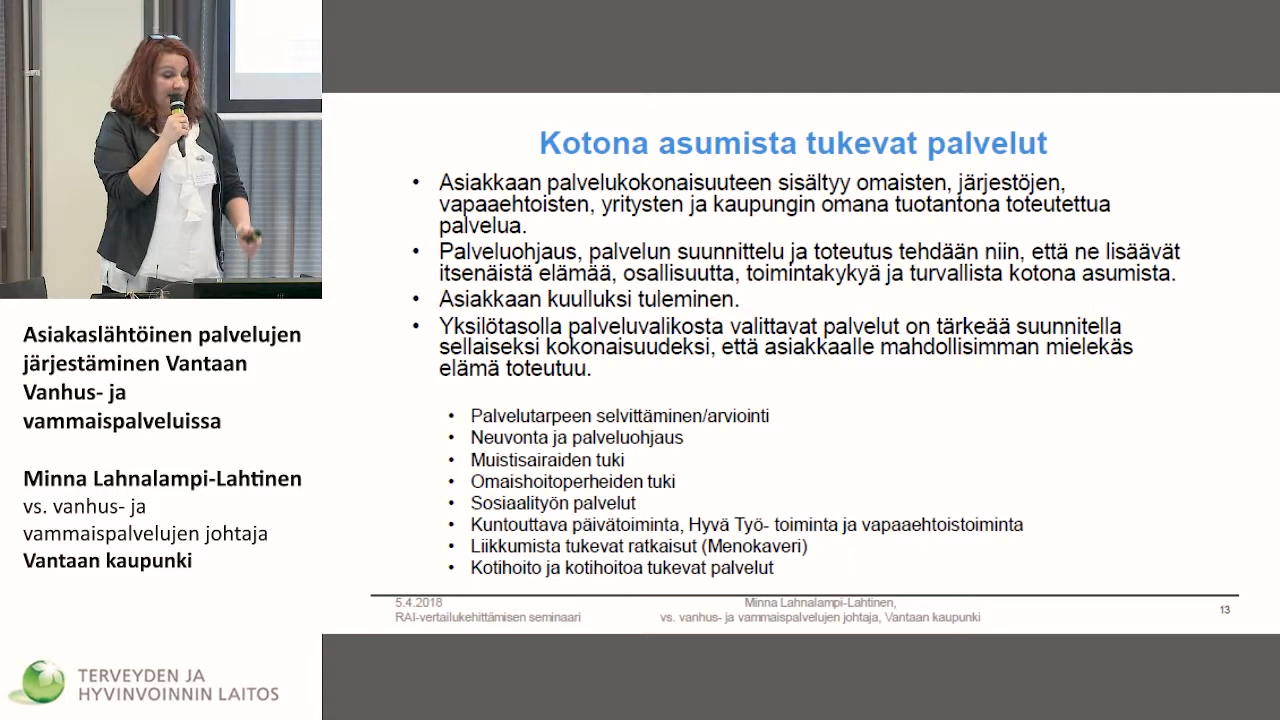 Kotona asumista tukevat palvelut
• Asiakkaan palvelukokonaisuuteen sisältyy omaisten, järjestöjen,
vapaaehtoisten, yritysten ja kaupungin omana tuotantona toteutettua
palvelua.
• Palveluohjaus, palvelun suunnittelu ja toteutus tehdään niin, että ne lisäävät
itsenäistä elämää, osallisuutta, toimintakykyä ja turvallista kotona asumista.
• Asiakkaan kuulluksi tuleminen.
• Yksilötasolla palveluvalikosta valittavat palvelut on tärkeää suunnitella
sellaiseksi kokonaisuudeksi, että asiakkaalle mahdollisimman mielekäs
elämä toteutuu.
• Palvelutarpeen selvittäminen/arviointi
• Neuvonta ja palveluohjaus
• Muistisairaiden tuki
• Omaishoitoperheiden tuki
• Sosiaalityön palvelut
• Kuntouttava päivätoiminta, Hyvä Työ- toiminta ja vapaaehtoistoiminta
• Liikkumista tukevat ratkaisut (Menokaveri)
• Kotihoito ja kotihoitoa tukevat palvelut
5.4.2018
RAI-vertailukehittämisen seminaari
Minna Lahnalampi-Lahtinen,
vs. vanhus- ja vammaispalvelujen johtaja, Vantaan kaupunki
13
Asiakaslähtöinen palvelujen
järjestäminen Vantaan
Vanhus- ja
vammaispalveluissa
Minna Lahnalampi-Lahtinen
vs. vanhus- ja
vammaispalvelujen johtaja
Vantaan kaupunki
TERVEYDEN JA
HYVINVOINNIN LAITOS